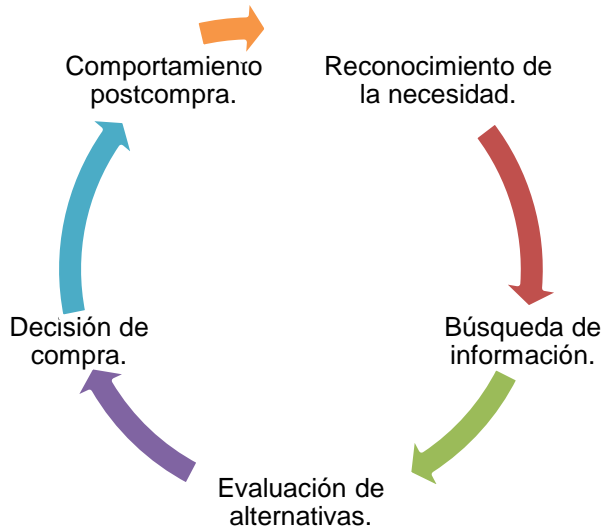 Comportamiento
postcompra.
Reconocimiento de
la necesidad.
Búsqueda de
información.
Evaluación de
alternativas.
Decisión de
compra.